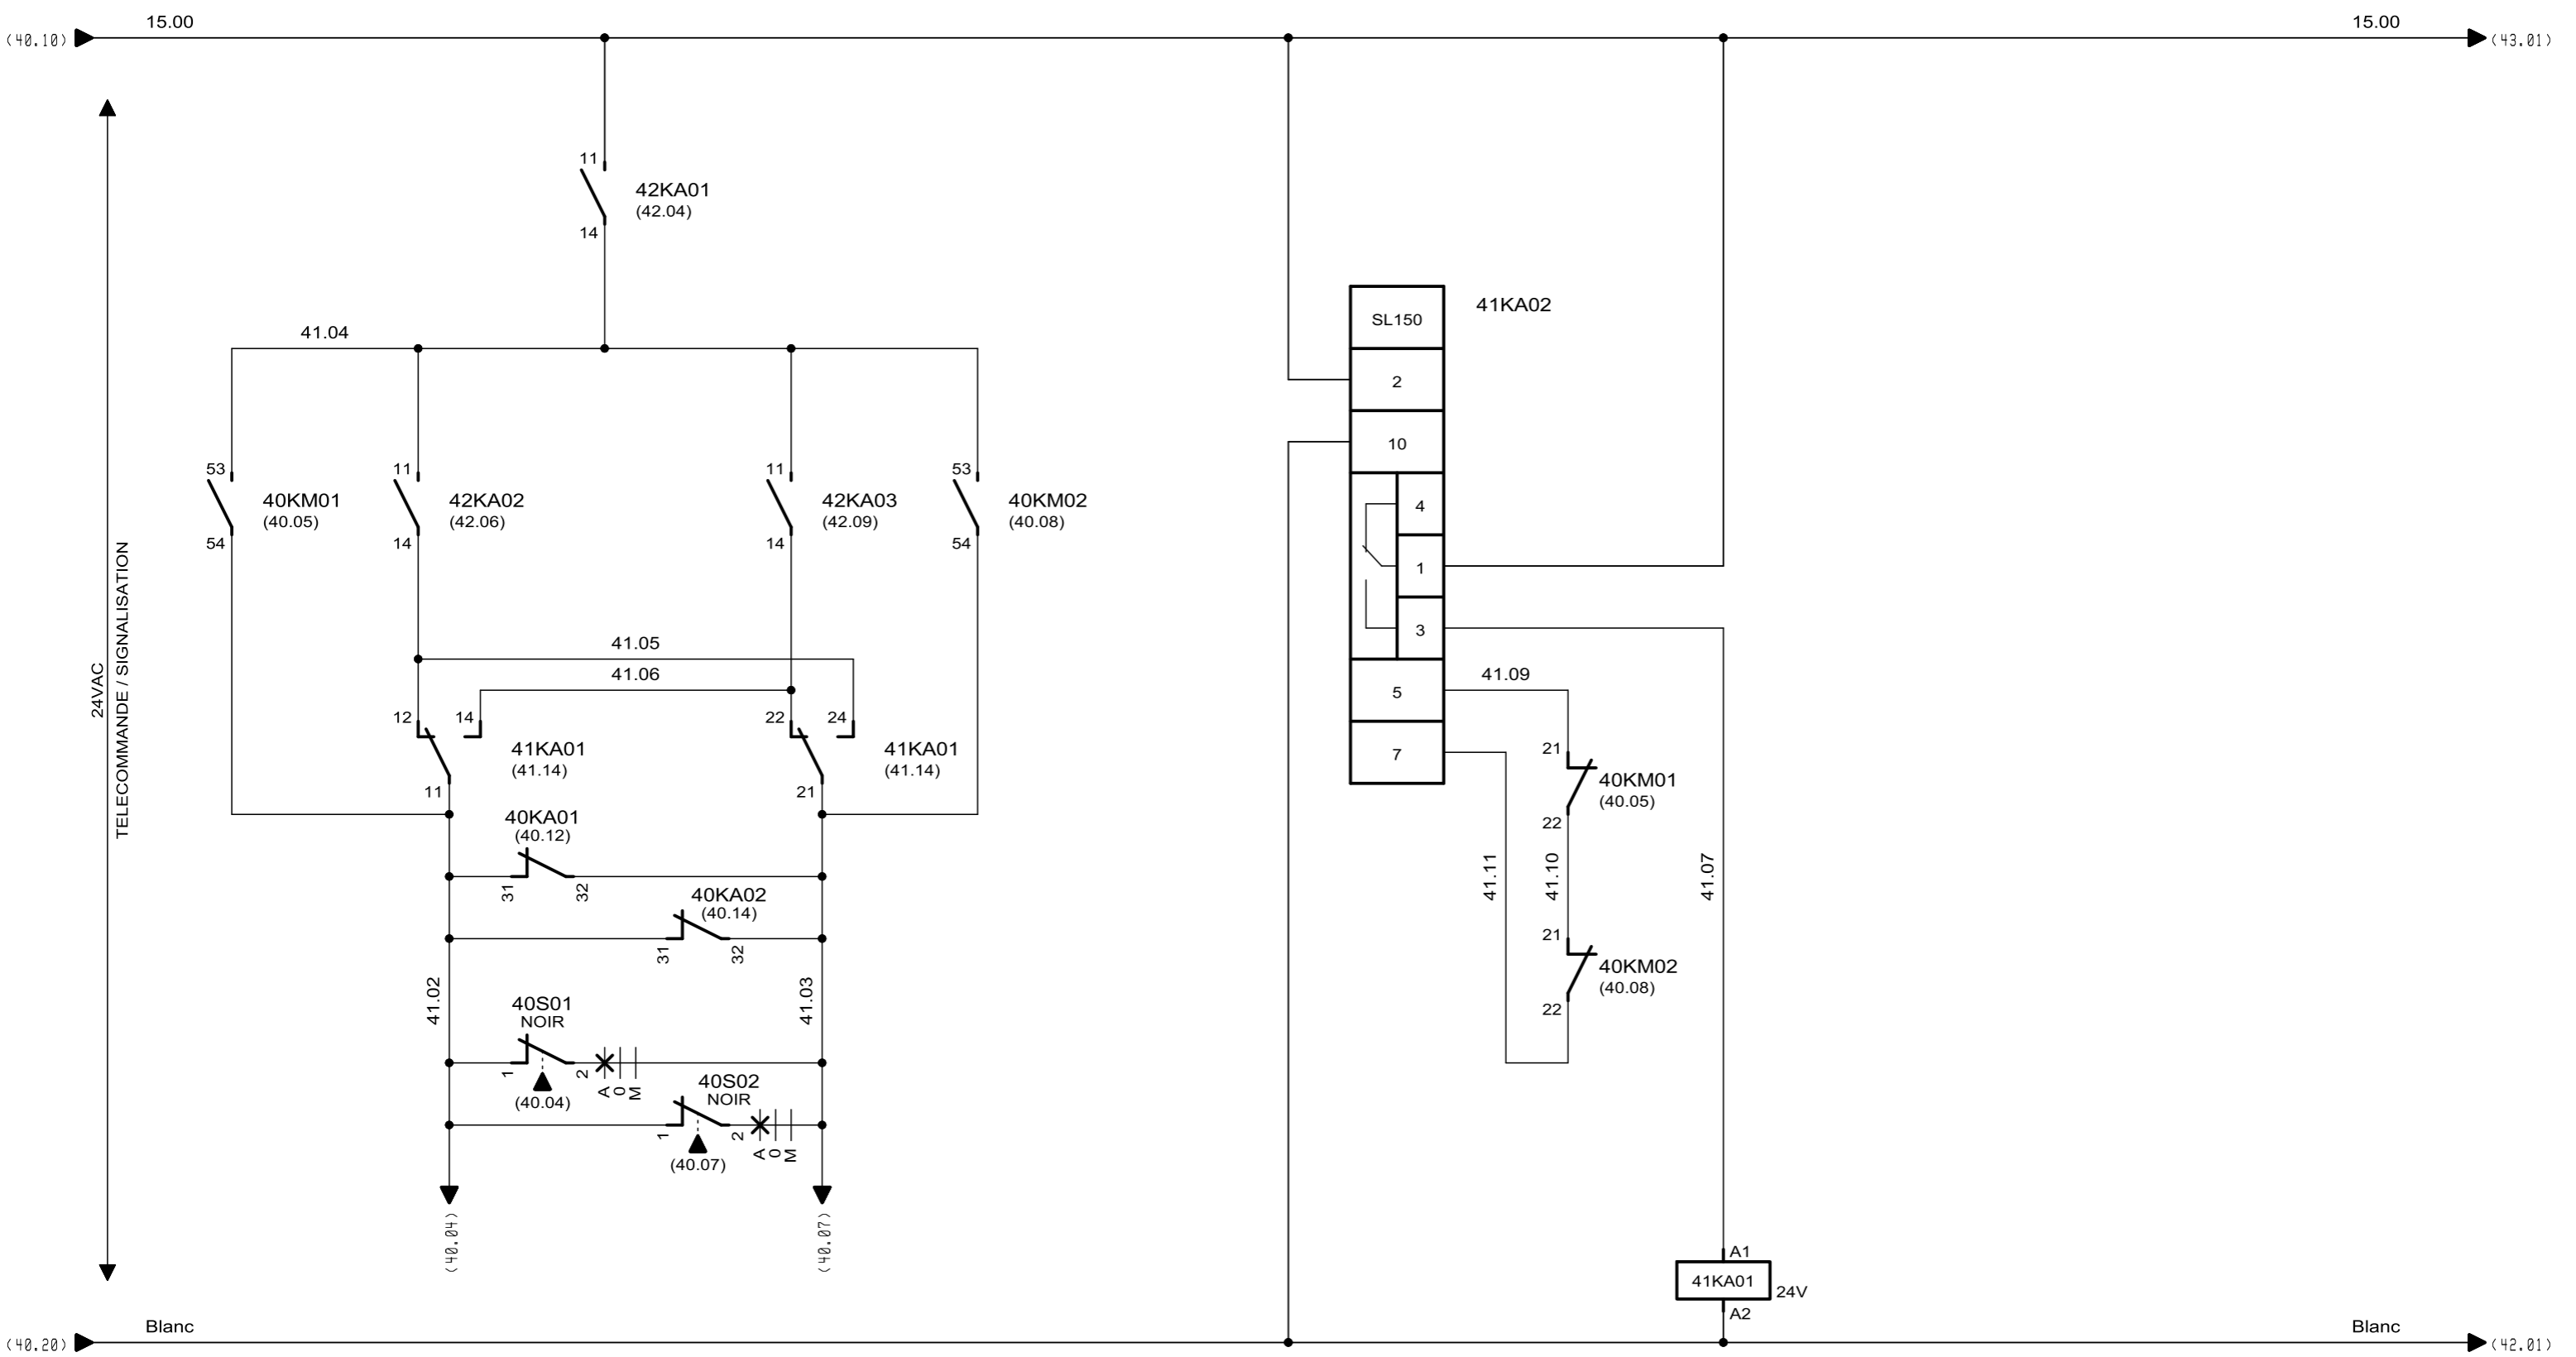 15.00
15.00
(40.10)
(43.01)
11
42KA01
(42.04)
14
41.04
SL150
41KA02
2
10
4
1
3
5
7
53
40KM01
(40.05)
54
11
42KA02
(42.06)
14
11
42KA03
(42.09)
14
53
40KM02
(40.08)
54
24VAC
TELECOMMANDE / SIGNALISATION
41.05
41.06
12
14
41KA01
(41.14)
11
22
24
41KA01
(41.14)
21
41.09
21
40KM01
(40.05)
22
40KA01
(40.12)
31
32
40KA02
(40.14)
31
32
41.11
41.10
41.07
21
40KM02
(40.08)
22
41.02
41.03
40S01
NOIR
1
2
A
0
M
(40.04)
40S02
NOIR
1
2
A
0
M
(40.07)
(40.04)
(40.07)
A1
41KA01
24V
A2
Blanc
Blanc
(40.20)
(42.01)